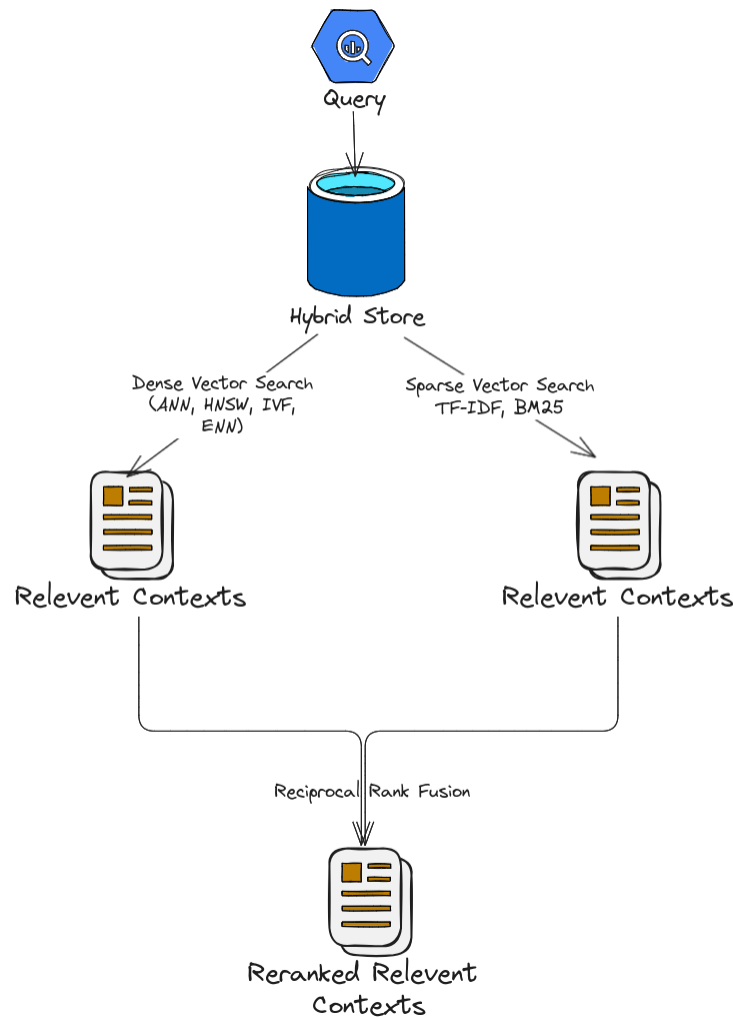 Query
Hybrid Store
Dense Vector Search
(ANN, HNSW, IVF,
ENN)
Sparse Vector Search
TF-IDF, BM25
Relevent Contexts
Relevent Contexts
Reciprocal Rank Fusion
Reranked Relevent
Contexts